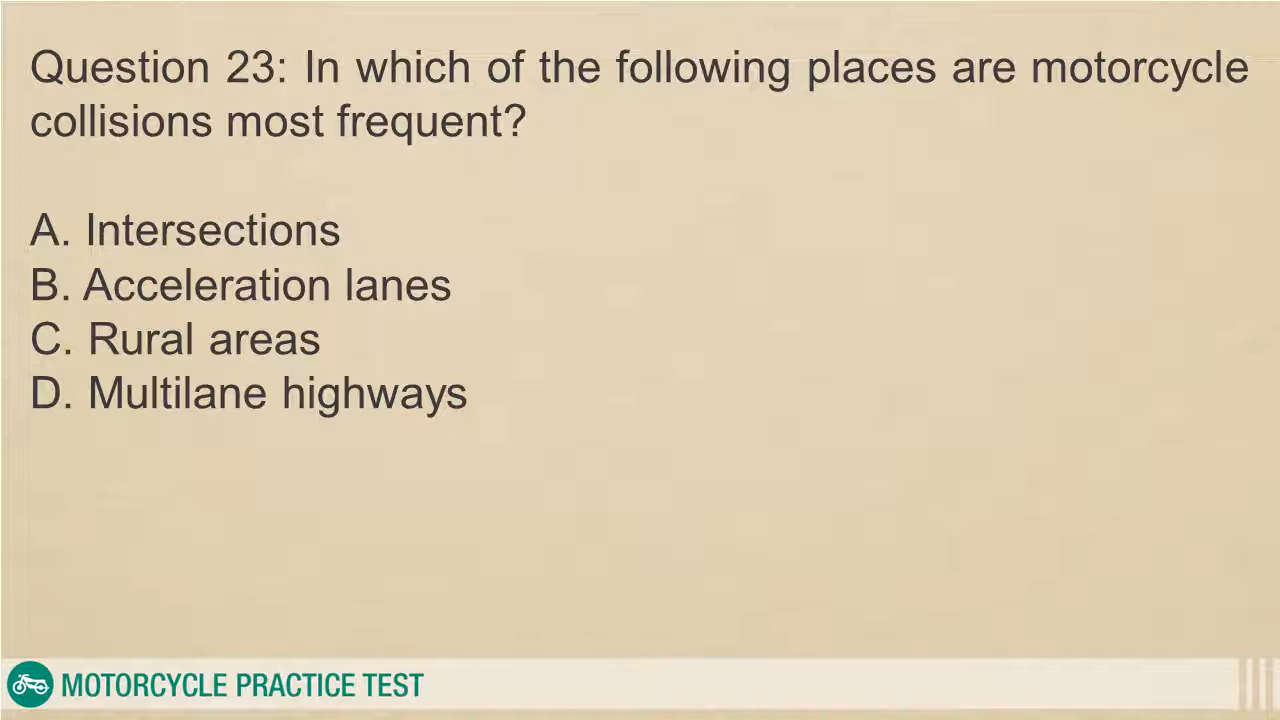 Question 23: In which of the following places are motorcycle
collisions most frequent?
A. Intersections
B. Acceleration lanes
C. Rural areas
D. Multilane highways
MOTORCYCLE PRACTICE TEST